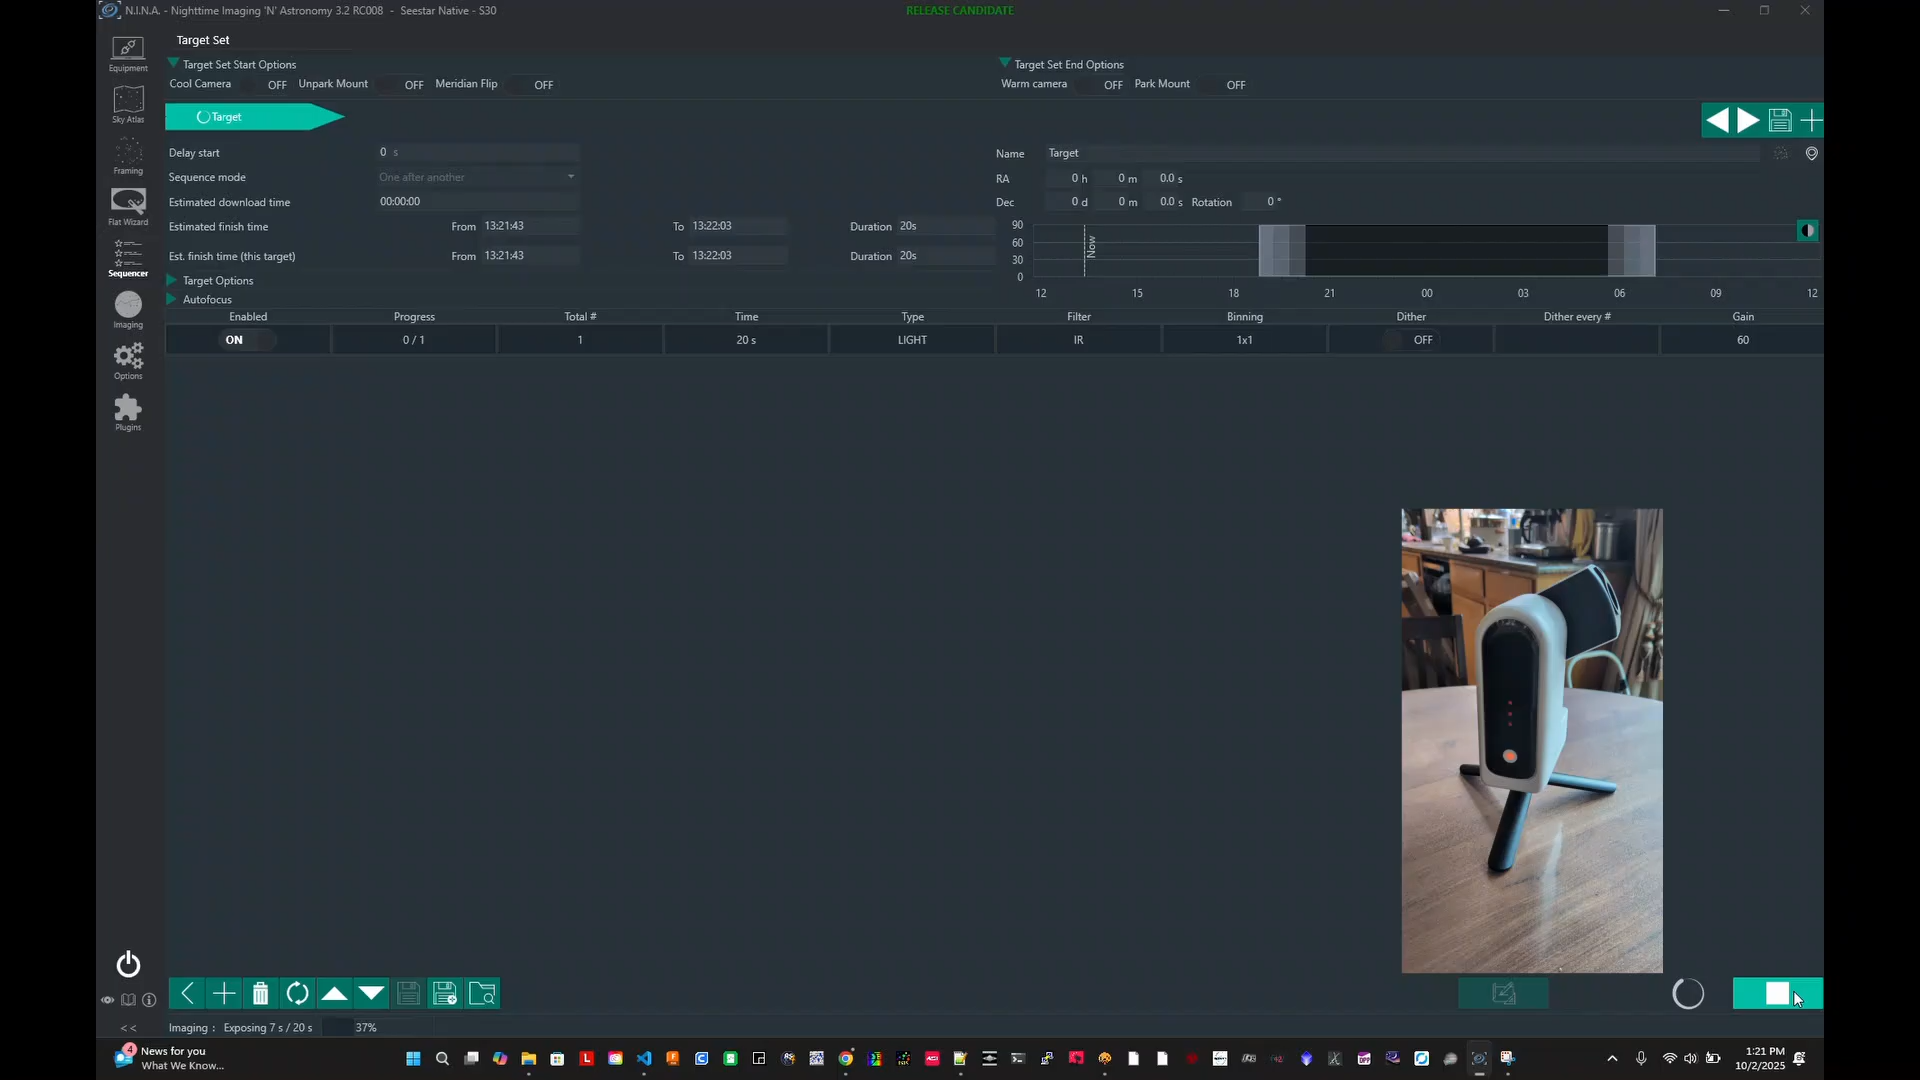 N.I.N.A. - Nighttime Imaging 'N' Astronomy 3.2 RC008 - Seestar Native - S30
RELEASE CANDIDATE
Equipment
Sky Atlas
Framing
Flat Wizard
Sequencer
Imaging
Options
Plugins
Target Set
Target Set Start Options
Cool Camera OFF Unpark Mount OFF Meridian Flip OFF
Target Set End Options
Warm camera OFF Park Mount OFF
Target
Delay start 0 s
Sequence mode One after another
Estimated download time 00:00:00
Estimated finish time From 13:21:43 To 13:22:03 Duration 20s
Est. finish time (this target) From 13:21:43 To 13:22:03 Duration 20s
Target Options
Autofocus
Name Target
RA 0 h 0 m 0.0 s
Dec 0 d 0 m 0.0 s Rotation 0 °
90
60
30
0
Now
12 15 18 21 00 03 06 09 12
Enabled Progress Total # Time Type Filter Binning Dither Dither every # Gain
ON 0 / 1 1 20 s LIGHT IR 1x1 OFF 60
Imaging : Exposing 7 s / 20 s 37%
<<
4
News for you
What We Know...
1:21 PM
10/2/2025